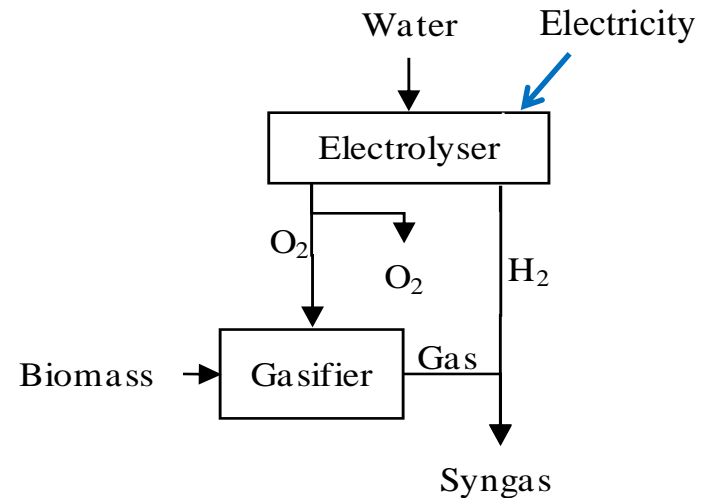 Water
Electricity
Electrolyser
O₂
O₂
H₂
Gas
Biomass
Gasifier
Syngas